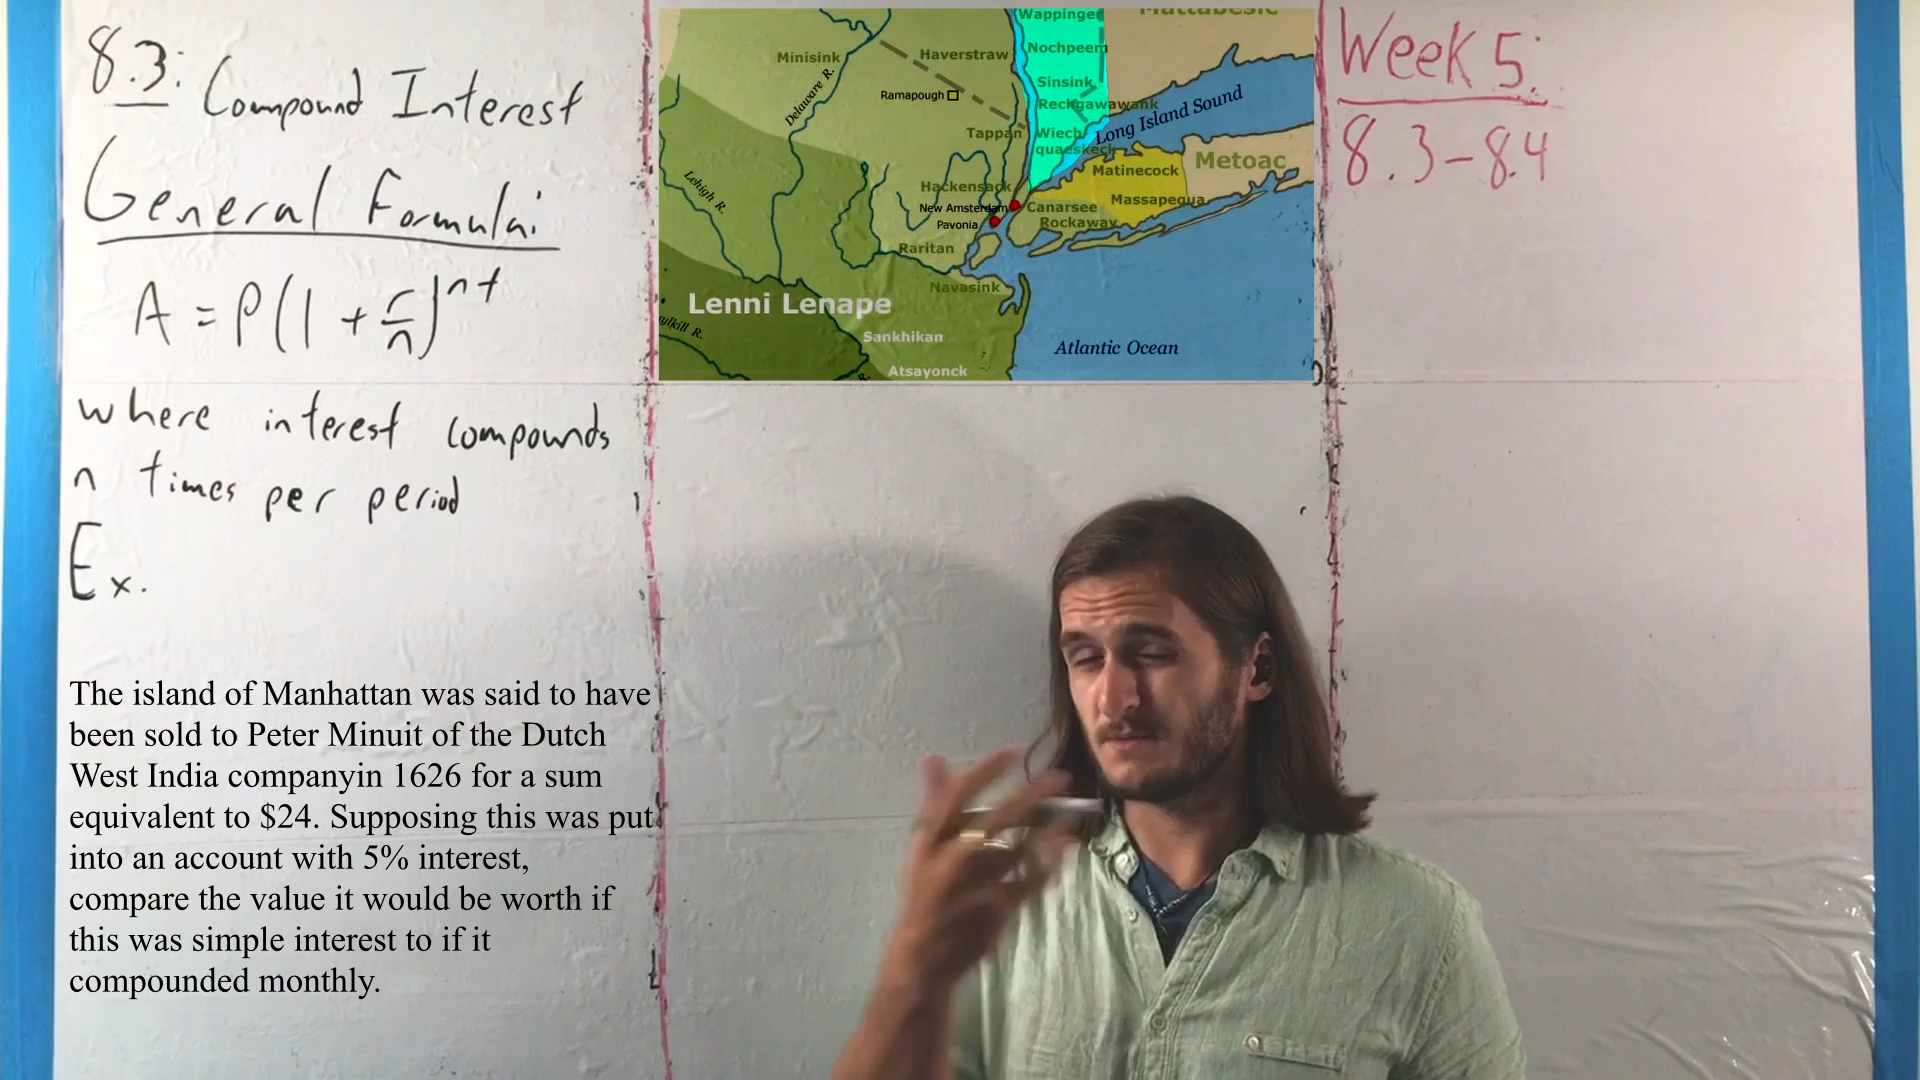 8.3: Compound Interest
General Formula:
A = P(1 + r/n)^nt
where interest compounds
n times per period
Ex.
The island of Manhattan was said to have
been sold to Peter Minuit of the Dutch
West India companyin 1626 for a sum
equivalent to $24. Supposing this was put
into an account with 5% interest,
compare the value it would be worth if
this was simple interest to if it
compounded monthly.
Wappinger
Minisink
Haverstraw
Nochpeem
Sinsink
Ramapough
Delaware R.
Rechgawawank
Long Island Sound
Tappan
Wiech-
quaeskeck
Metoac
Matinecock
Lehigh R.
Hackensack
Massapequa
New Amsterdam
Canarsee
Pavonia
Rockaway
Raritan
Navasink
Lenni Lenape
Sankhikan
Atlantic Ocean
Atsayonck
Week 5:
8.3-8.4